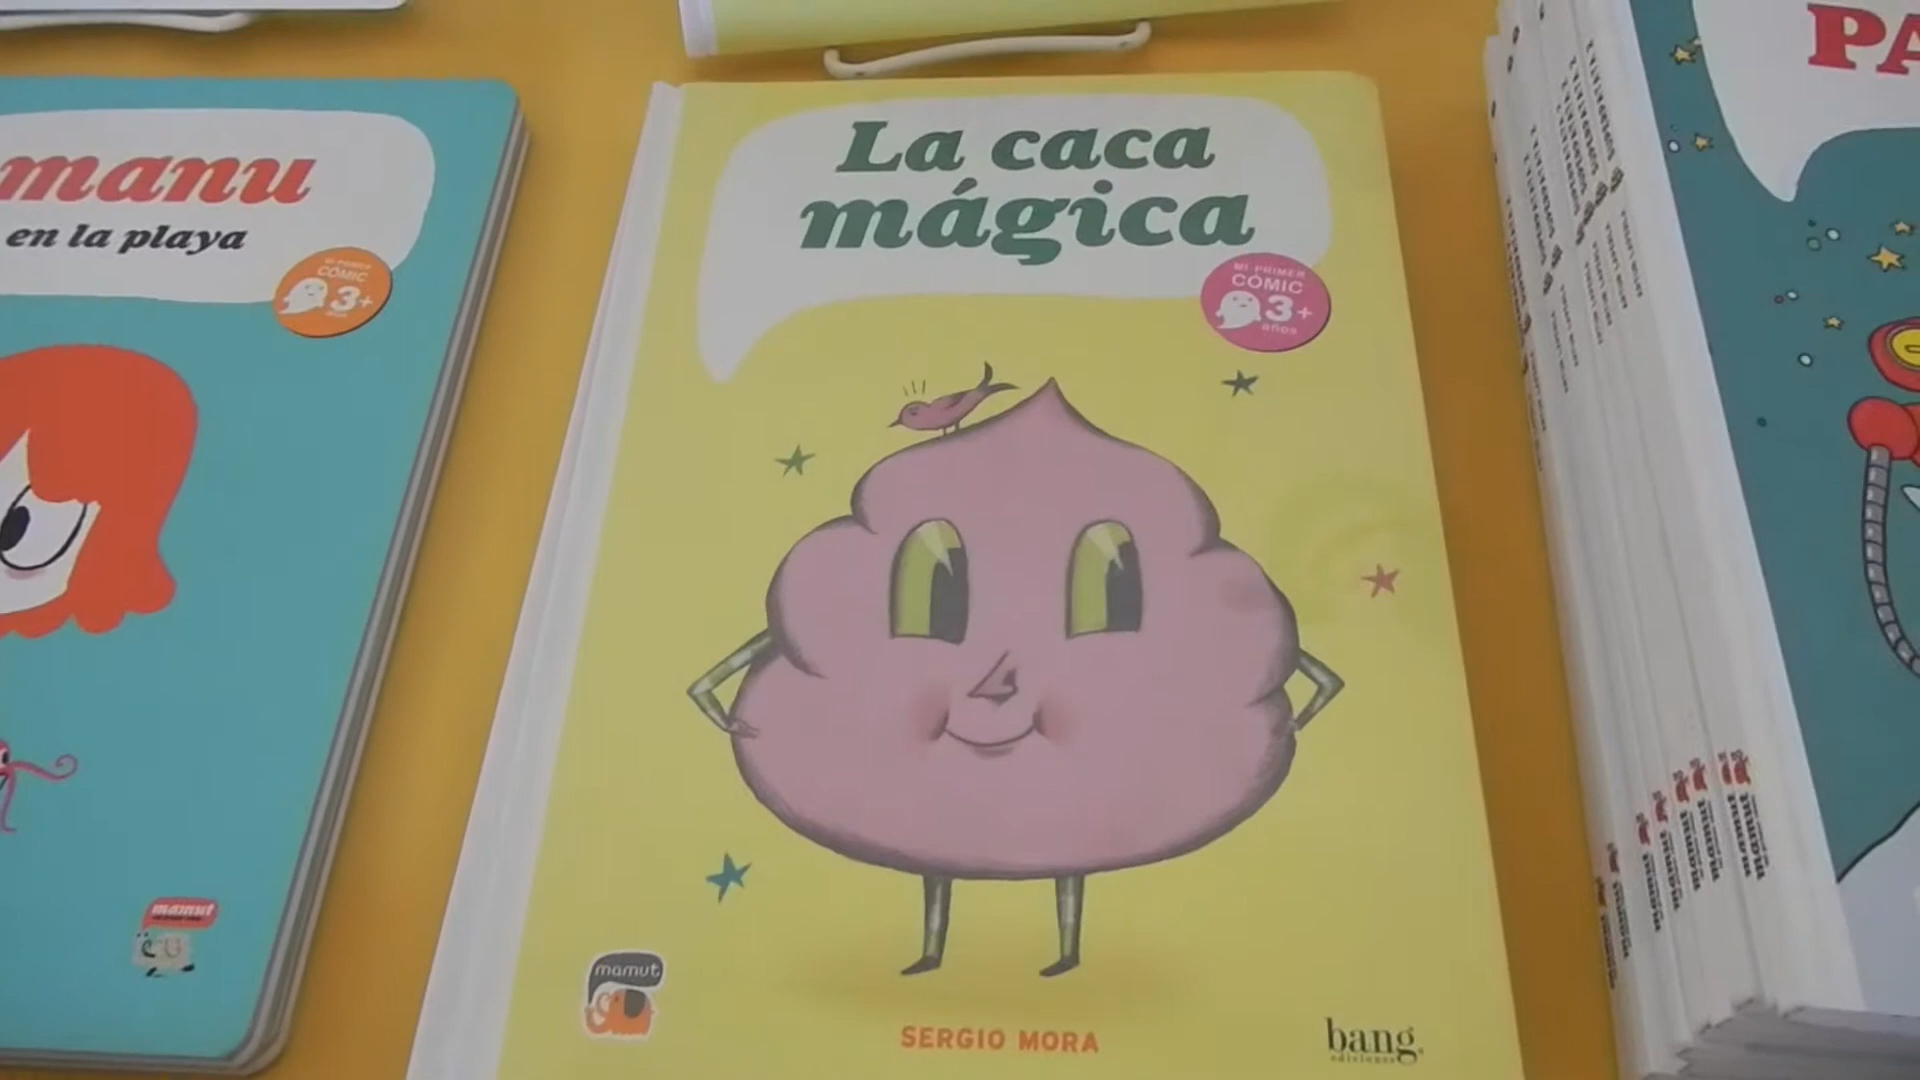 manu
en la playa
MI PRIMER
CÓMIC
3+
años
La caca
mágica
MI PRIMER
CÓMIC
3+
años
PA
mamut
mamut
SERGIO MORA
bang.
ediciones